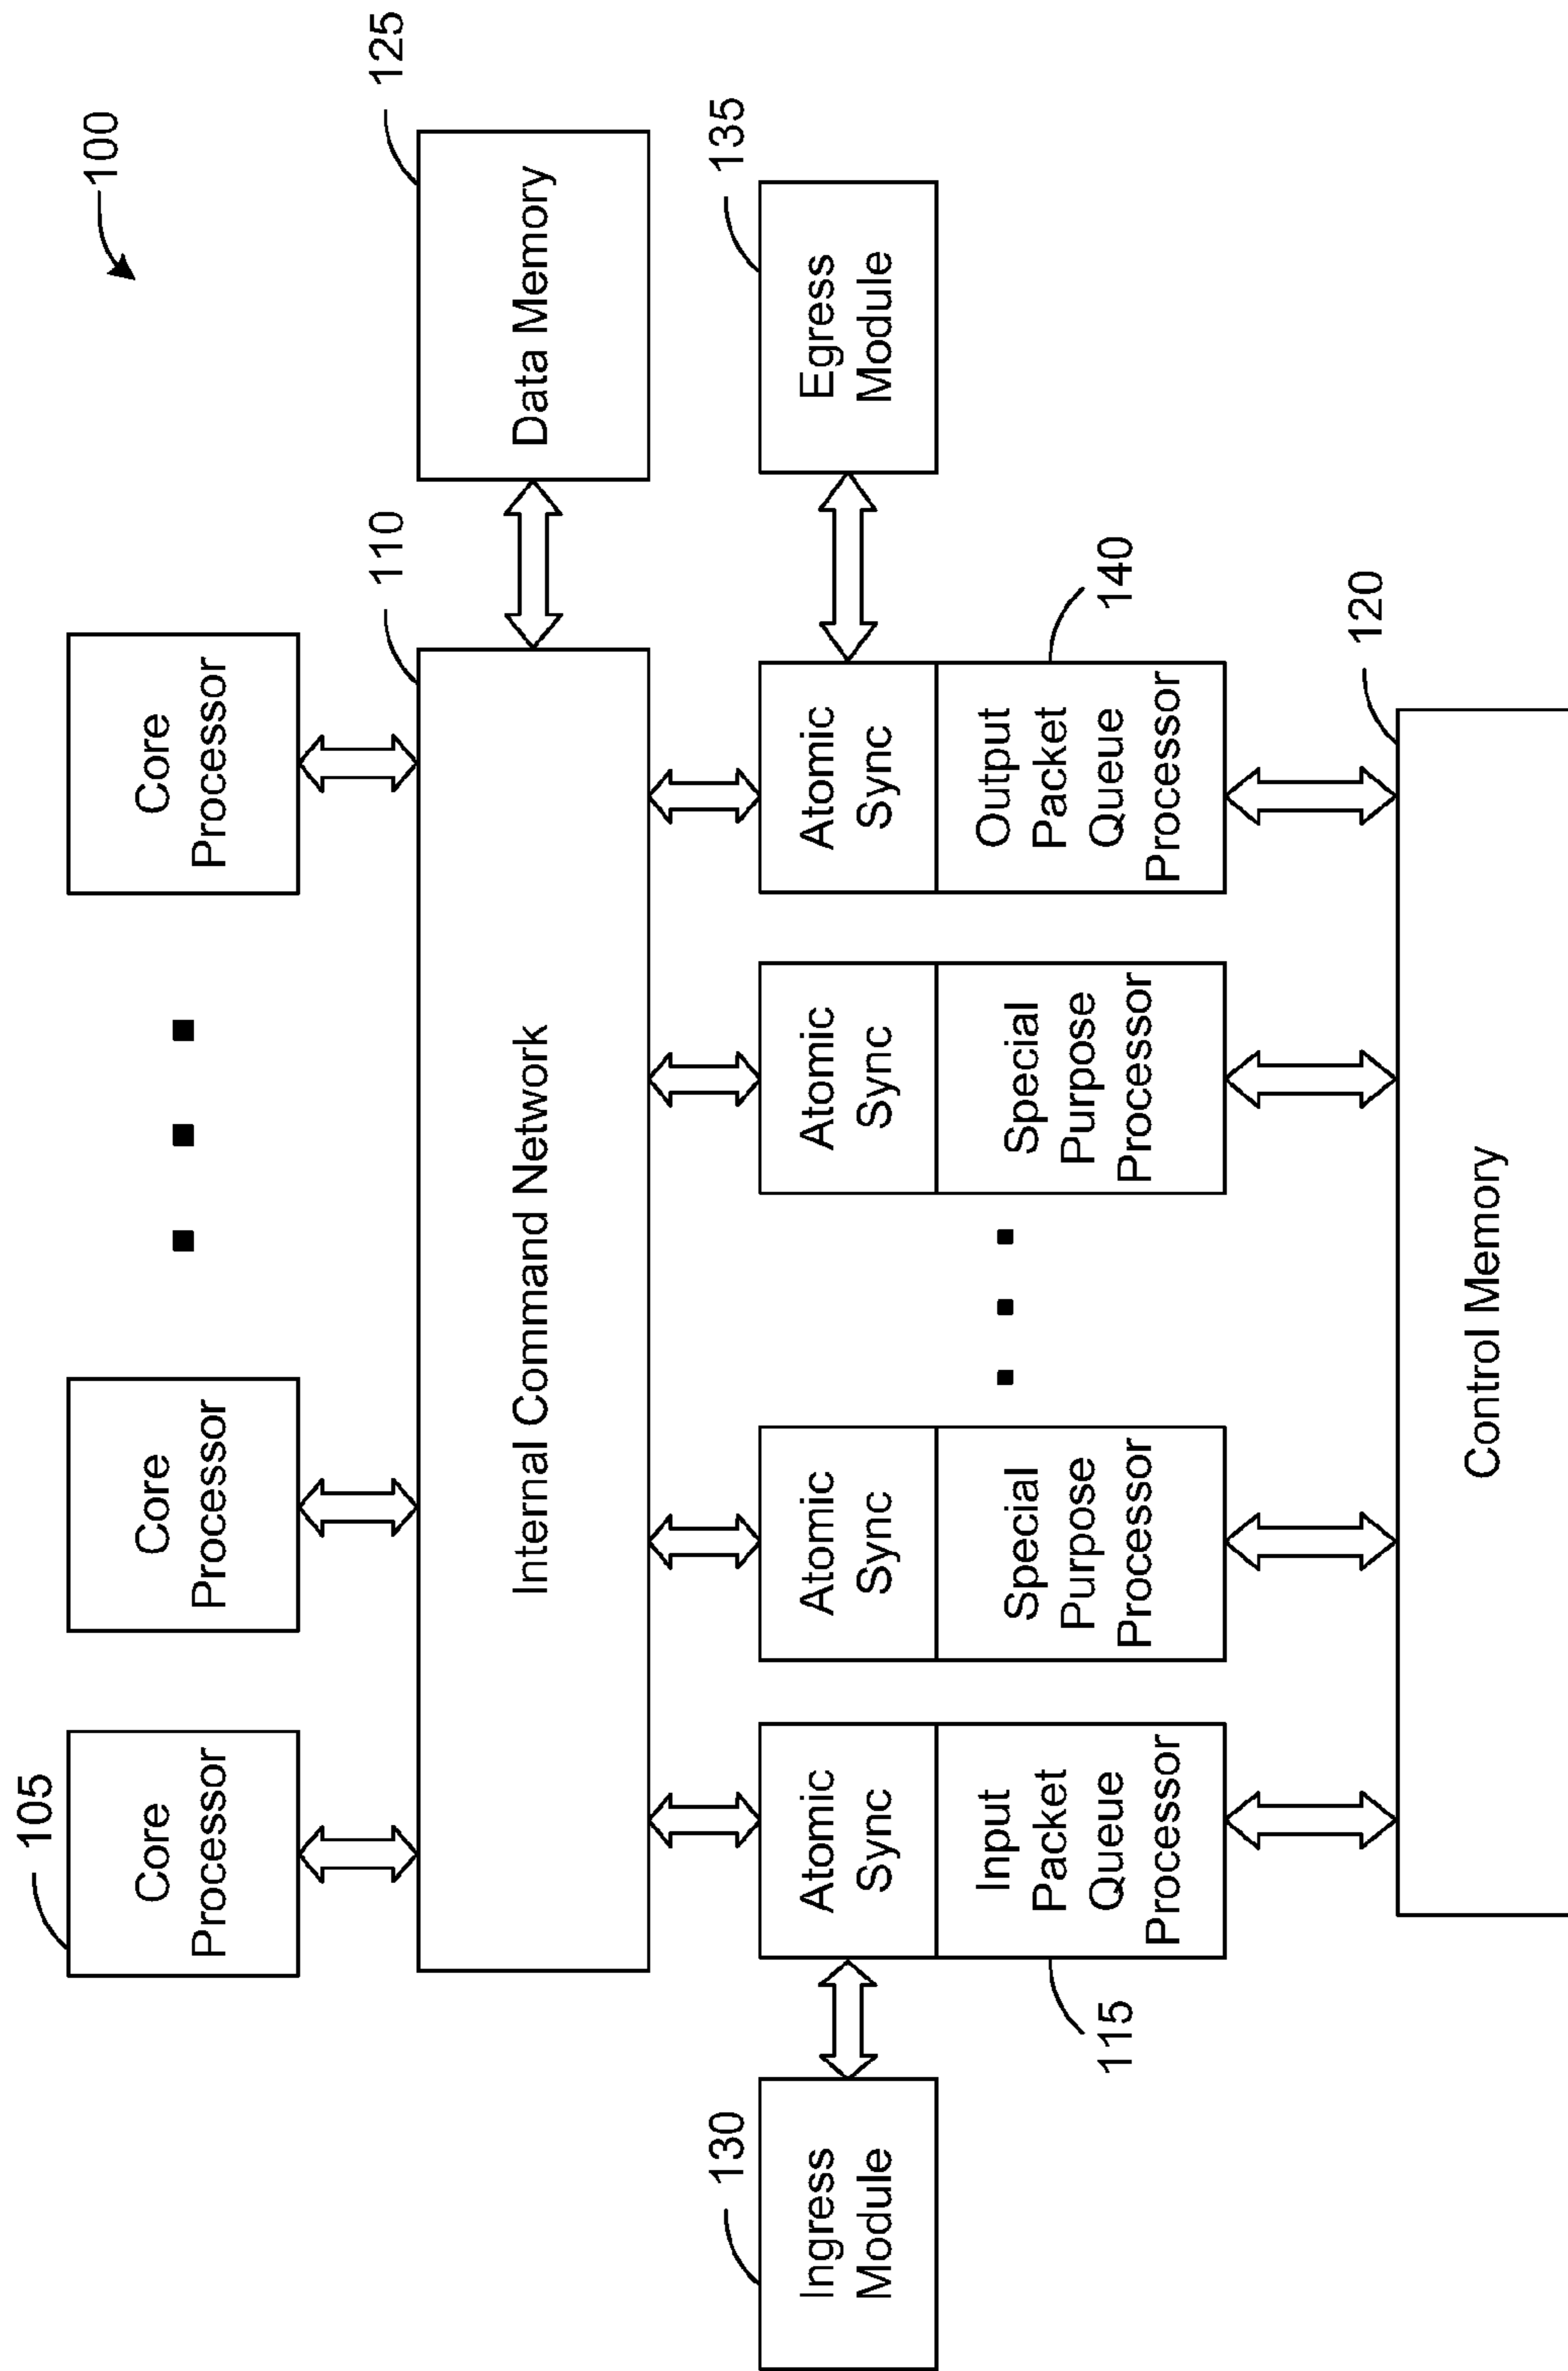 100
105
Core
Processor
Core
Processor
Core
Processor
110
125
Internal Command Network
Data Memory
130
Ingress
Module
Atomic
Sync
Input
Packet
Queue
Processor
115
Atomic
Sync
Special
Purpose
Processor
Atomic
Sync
Special
Purpose
Processor
Atomic
Sync
Output
Packet
Queue
Processor
140
135
Egress
Module
120
Control Memory